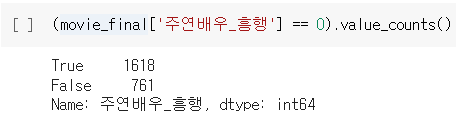 [ ] (movie_final['주연배우_흥행'] == 0).value_counts()
True 1618
False 761
Name: 주연배우_흥행, dtype: int64